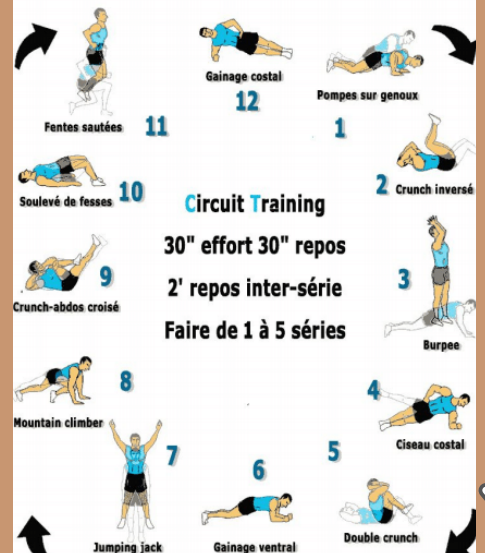 Gainage costal
12
Pompes sur genoux
1
2 Crunch inversé
3
Burpee
4
Ciseau costal
5
Double crunch
6
Gainage ventral
7
Jumping jack
8
Mountain climber
9
Crunch-abdos croisé
10
Soulevé de fesses
11
Fentes sautées
Circuit Training
30" effort 30" repos
2' repos inter-série
Faire de 1 à 5 séries